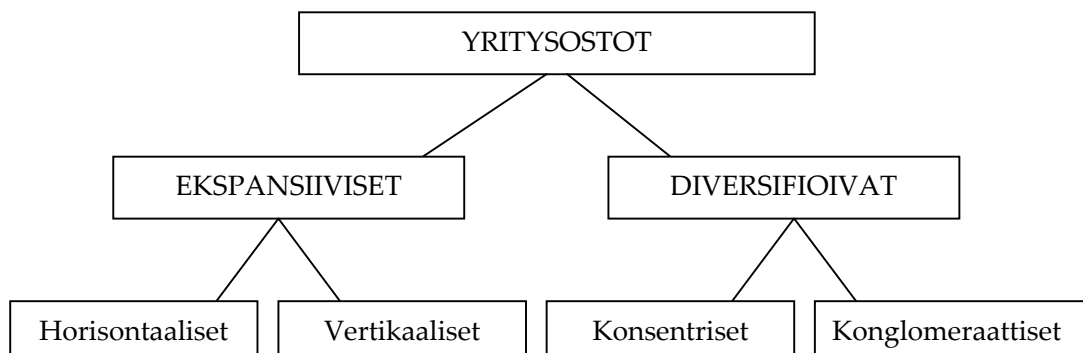 YRITYSOSTOT
EKSPANSIIVISET
DIVERSIFIOIVAT
Horisontaaliset
Vertikaaliset
Konsentriset
Konglomeraattiset